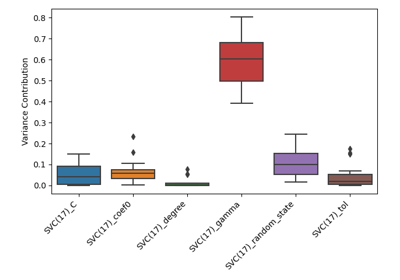 0.8
0.7
0.6
0.5
0.4
0.3
0.2
0.1
0.0
Variance Contribution
SVC(17)_C
SVC(17)_coef0
SVC(17)_degree
SVC(17)_gamma
SVC(17)_random_state
SVC(17)_tol